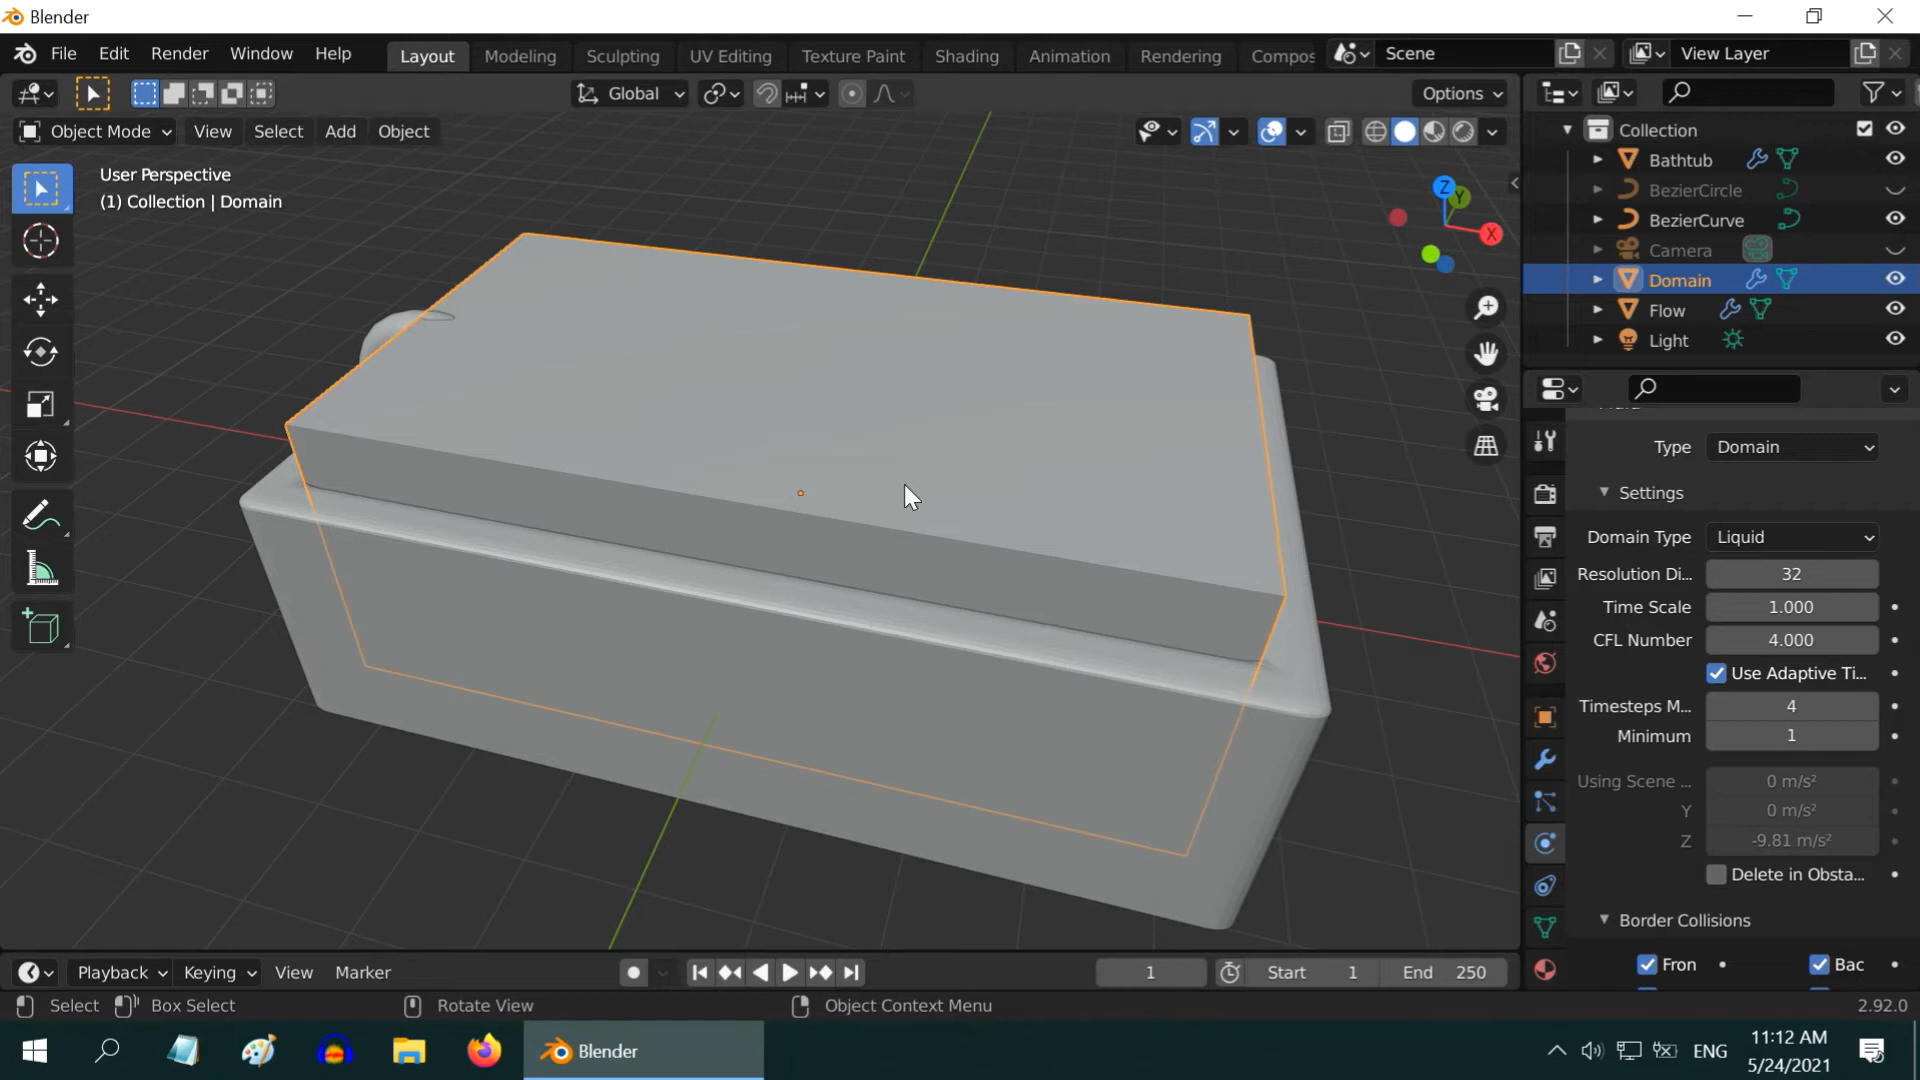 Blender
File Edit Render Window Help
Layout Modeling Sculpting UV Editing Texture Paint Shading Animation Rendering Compos
Scene
View Layer
Global
Options
Object Mode View Select Add Object
User Perspective
(1) Collection | Domain
Z
Y
X
Collection
Bathtub
BezierCircle
BezierCurve
Camera
Domain
Flow
Light
Type Domain
Settings
Domain Type Liquid
Resolution Di... 32
Time Scale 1.000
CFL Number 4.000
Use Adaptive Ti...
Timesteps M... 4
Minimum 1
Using Scene ... 0 m/s²
Y 0 m/s²
Z -9.81 m/s²
Delete in Obsta...
Border Collisions
Fron Bac
Playback Keying View Marker
1
Start 1
End 250
Select Box Select Rotate View Object Context Menu 2.92.0
Blender
ENG
11:12 AM
5/24/2021